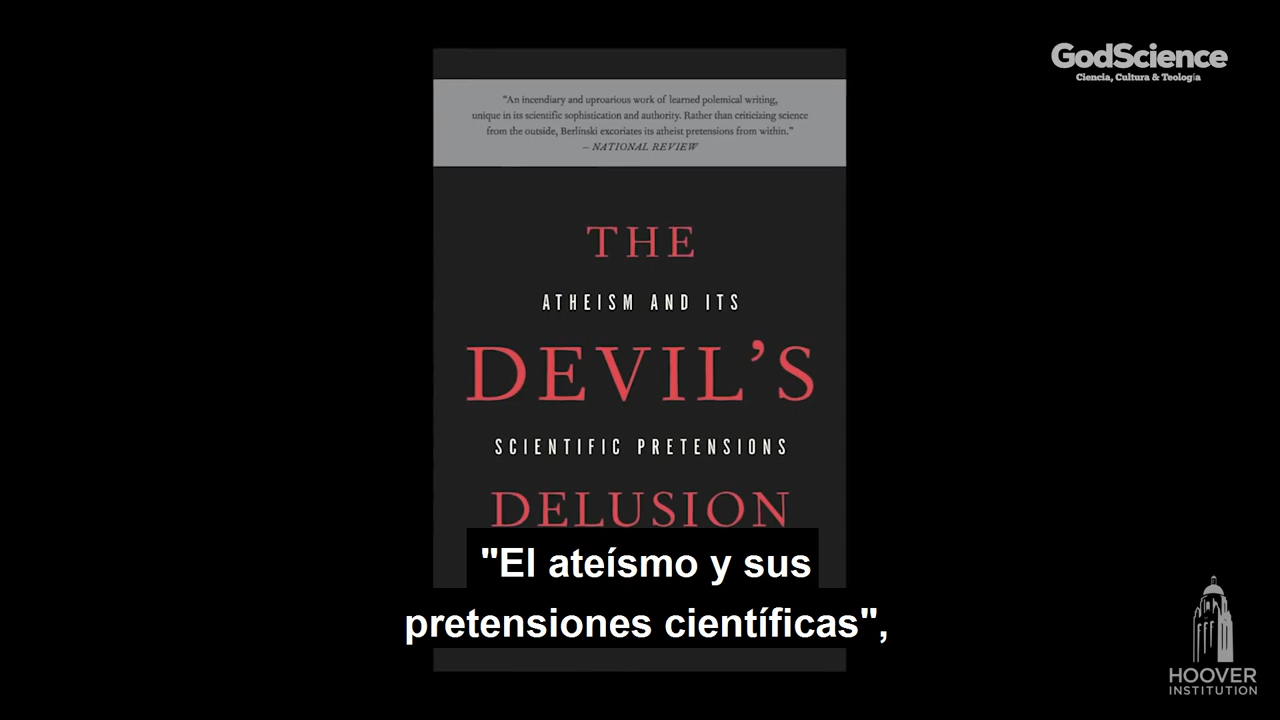 GodScience
Ciencia, Cultura & Teología
“An incendiary and uproarious work of learned polemical writing,
unique in its scientific sophistication and authority. Rather than criticizing science
from the outside, Berlinski excoriates its atheist pretensions from within.”
– NATIONAL REVIEW
THE
ATHEISM AND ITS
DEVIL’S
SCIENTIFIC PRETENSIONS
DELUSION
"El ateísmo y sus
pretensiones científicas",
HOOVER
INSTITUTION